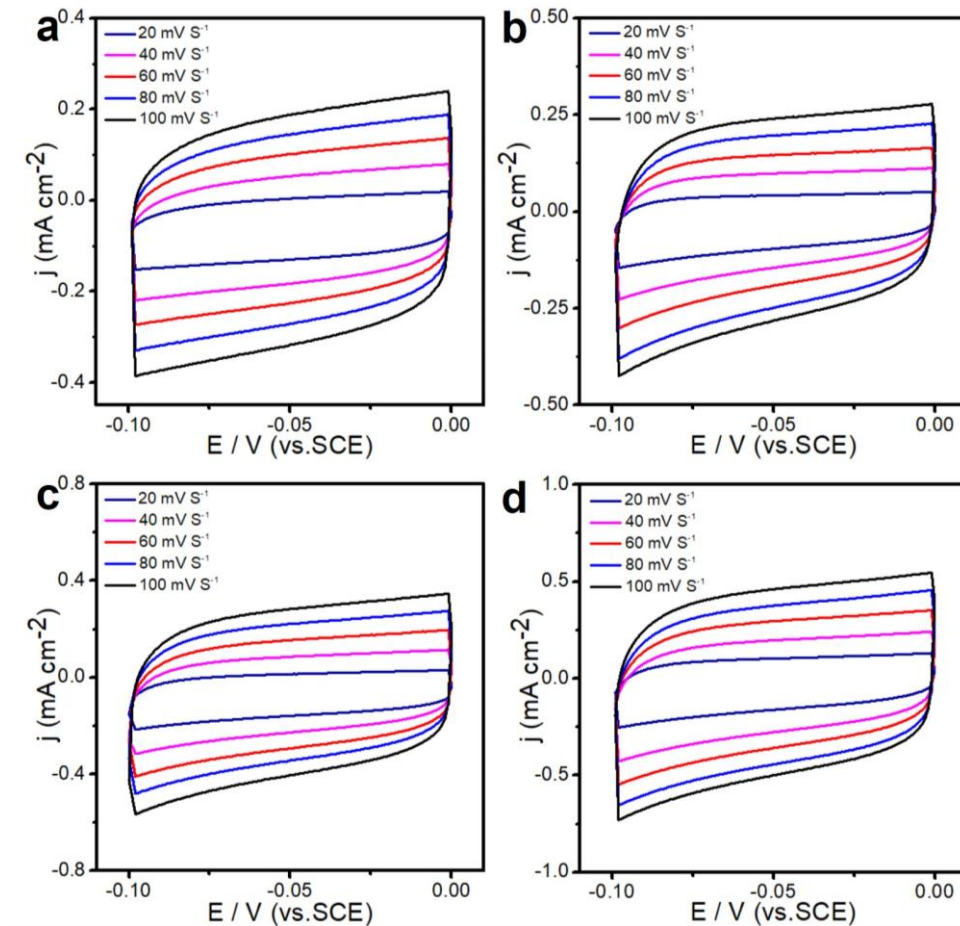 a
20 mV S⁻¹
40 mV S⁻¹
60 mV S⁻¹
80 mV S⁻¹
100 mV S⁻¹
0.4
0.2
0.0
-0.2
-0.4
j (mA cm⁻²)
-0.10
-0.05
0.00
E / V (vs.SCE)
b
20 mV S⁻¹
40 mV S⁻¹
60 mV S⁻¹
80 mV S⁻¹
100 mV S⁻¹
0.50
0.25
0.00
-0.25
-0.50
j (mA cm⁻²)
-0.10
-0.05
0.00
E / V (vs.SCE)
c
20 mV S⁻¹
40 mV S⁻¹
60 mV S⁻¹
80 mV S⁻¹
100 mV S⁻¹
0.8
0.4
0.0
-0.4
-0.8
j (mA cm⁻²)
-0.10
-0.05
0.00
E / V (vs.SCE)
d
20 mV S⁻¹
40 mV S⁻¹
60 mV S⁻¹
80 mV S⁻¹
100 mV S⁻¹
1.0
0.5
0.0
-0.5
-1.0
j (mA cm⁻²)
-0.10
-0.05
0.00
E / V (vs.SCE)